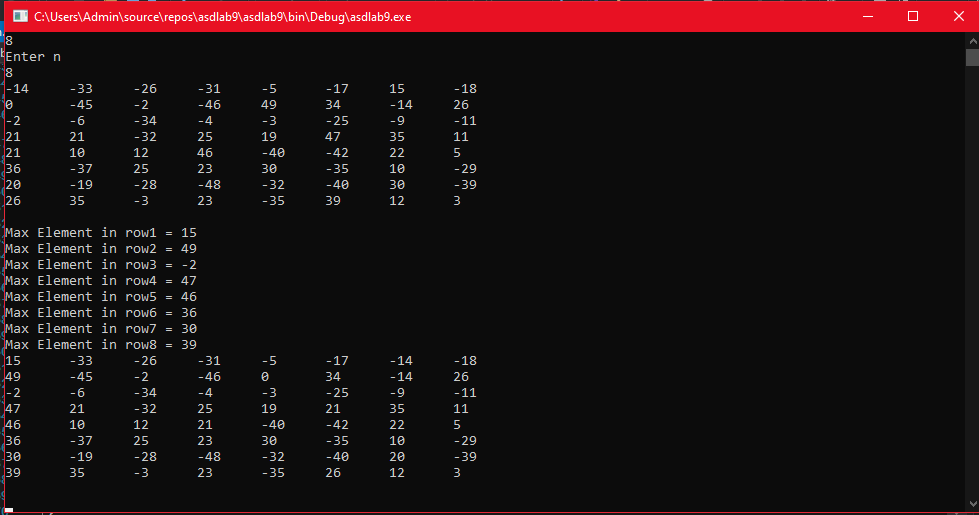 C:\Users\Admin\source\repos\asdlab9\asdlab9\bin\Debug\asdlab9.exe
8
Enter n
8
-14 -33 -26 -31 -5 -17 15 -18
0 -45 -2 -46 49 34 -14 26
-2 -6 -34 -4 -3 -25 -9 -11
21 21 -32 25 19 47 35 11
21 10 12 46 -40 -42 22 5
36 -37 25 23 30 -35 10 -29
20 -19 -28 -48 -32 -40 30 -39
26 35 -3 23 -35 39 12 3
Max Element in row1 = 15
Max Element in row2 = 49
Max Element in row3 = -2
Max Element in row4 = 47
Max Element in row5 = 46
Max Element in row6 = 36
Max Element in row7 = 30
Max Element in row8 = 39
15 -33 -26 -31 -5 -17 -14 -18
49 -45 -2 -46 0 34 -14 26
-2 -6 -34 -4 -3 -25 -9 -11
47 21 -32 25 19 21 35 11
46 10 12 21 -40 -42 22 5
36 -37 25 23 30 -35 10 -29
30 -19 -28 -48 -32 -40 20 -39
39 35 -3 23 -35 26 12 3